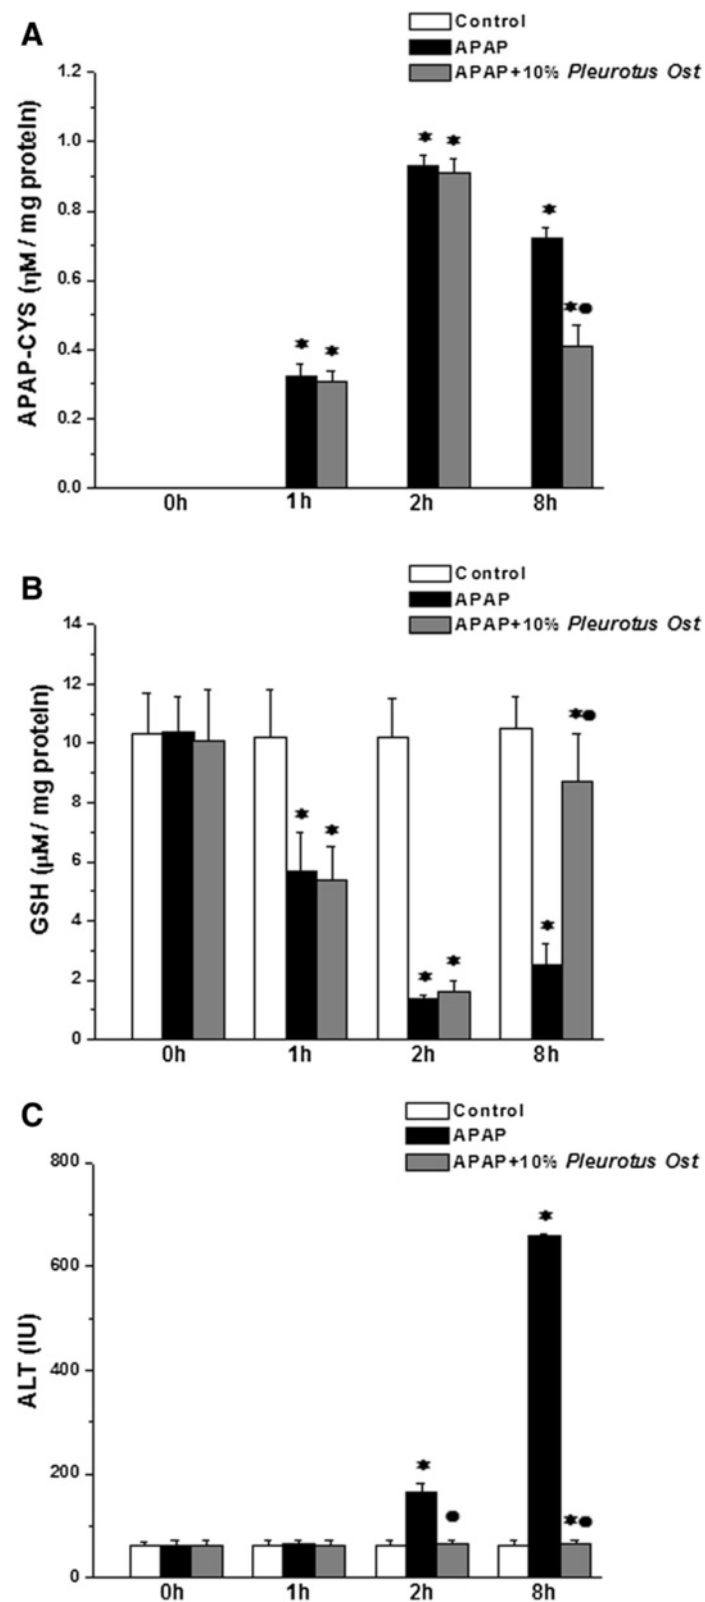 A
Control
APAP
APAP+10% Pleurotus Ost
1.2
1.0
0.8
0.6
0.4
0.2
0.0
APAP-CYS (ηM / mg protein)
0h 1h 2h 8h
B
Control
APAP
APAP+10% Pleurotus Ost
14
12
10
8
6
4
2
0
GSH (μM / mg protein)
0h 1h 2h 8h
C
Control
APAP
APAP+10% Pleurotus Ost
800
600
400
200
0
ALT (IU)
0h 1h 2h 8h